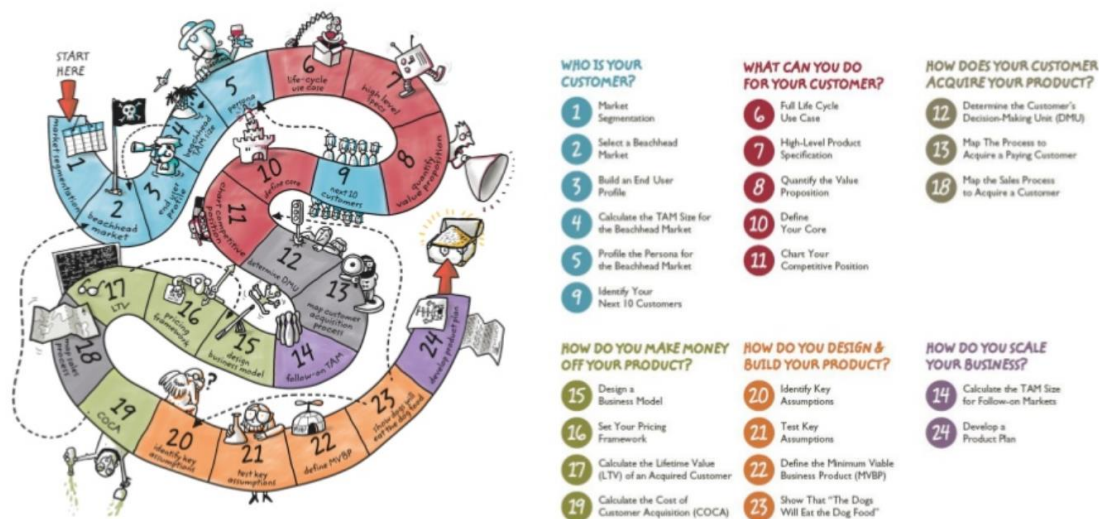 START
HERE
1
market segmentation
2
beachhead
market
3
end user
profile
4
beachhead
TAM size
5
persona
6
life-cycle
use case
7
high level
specs
8
quantify
value proposition
9
next 10
customers
10
define core
11
chart competitive
position
12
determine DMU
13
map customer
acquisition
process
14
follow-on TAM
15
design
business model
16
pricing
framework
17
LTV
18
map sales
process
19
COCA
20
identify key
assumptions
21
test key
assumptions
22
define MVBP
23
show dogs will
eat the dog food
24
develop product plan
?
WHO IS YOUR
CUSTOMER?
1 Market
Segmentation
2 Select a Beachhead
Market
3 Build an End User
Profile
4 Calculate the TAM Size for
the Beachhead Market
5 Profile the Persona for
the Beachhead Market
9 Identify Your
Next 10 Customers
WHAT CAN YOU DO
FOR YOUR CUSTOMER?
6 Full Life Cycle
Use Case
7 High-Level Product
Specification
8 Quantify the Value
Proposition
10 Define
Your Core
11 Chart Your
Competitive Position
HOW DOES YOUR CUSTOMER
ACQUIRE YOUR PRODUCT?
12 Determine the Customer's
Decision-Making Unit (DMU)
13 Map The Process to
Acquire a Paying Customer
18 Map the Sales Process
to Acquire a Customer
HOW DO YOU MAKE MONEY
OFF YOUR PRODUCT?
15 Design a
Business Model
16 Set Your Pricing
Framework
17 Calculate the Lifetime Value
(LTV) of an Acquired Customer
19 Calculate the Cost of
Customer Acquisition (COCA)
HOW DO YOU DESIGN &
BUILD YOUR PRODUCT?
20 Identify Key
Assumptions
21 Test Key
Assumptions
22 Define the Minimum Viable
Business Product (MVBP)
23 Show That "The Dogs
Will Eat the Dog Food"
HOW DO YOU SCALE
YOUR BUSINESS?
14 Calculate the TAM Size
for Follow-on Markets
24 Develop a
Product Plan